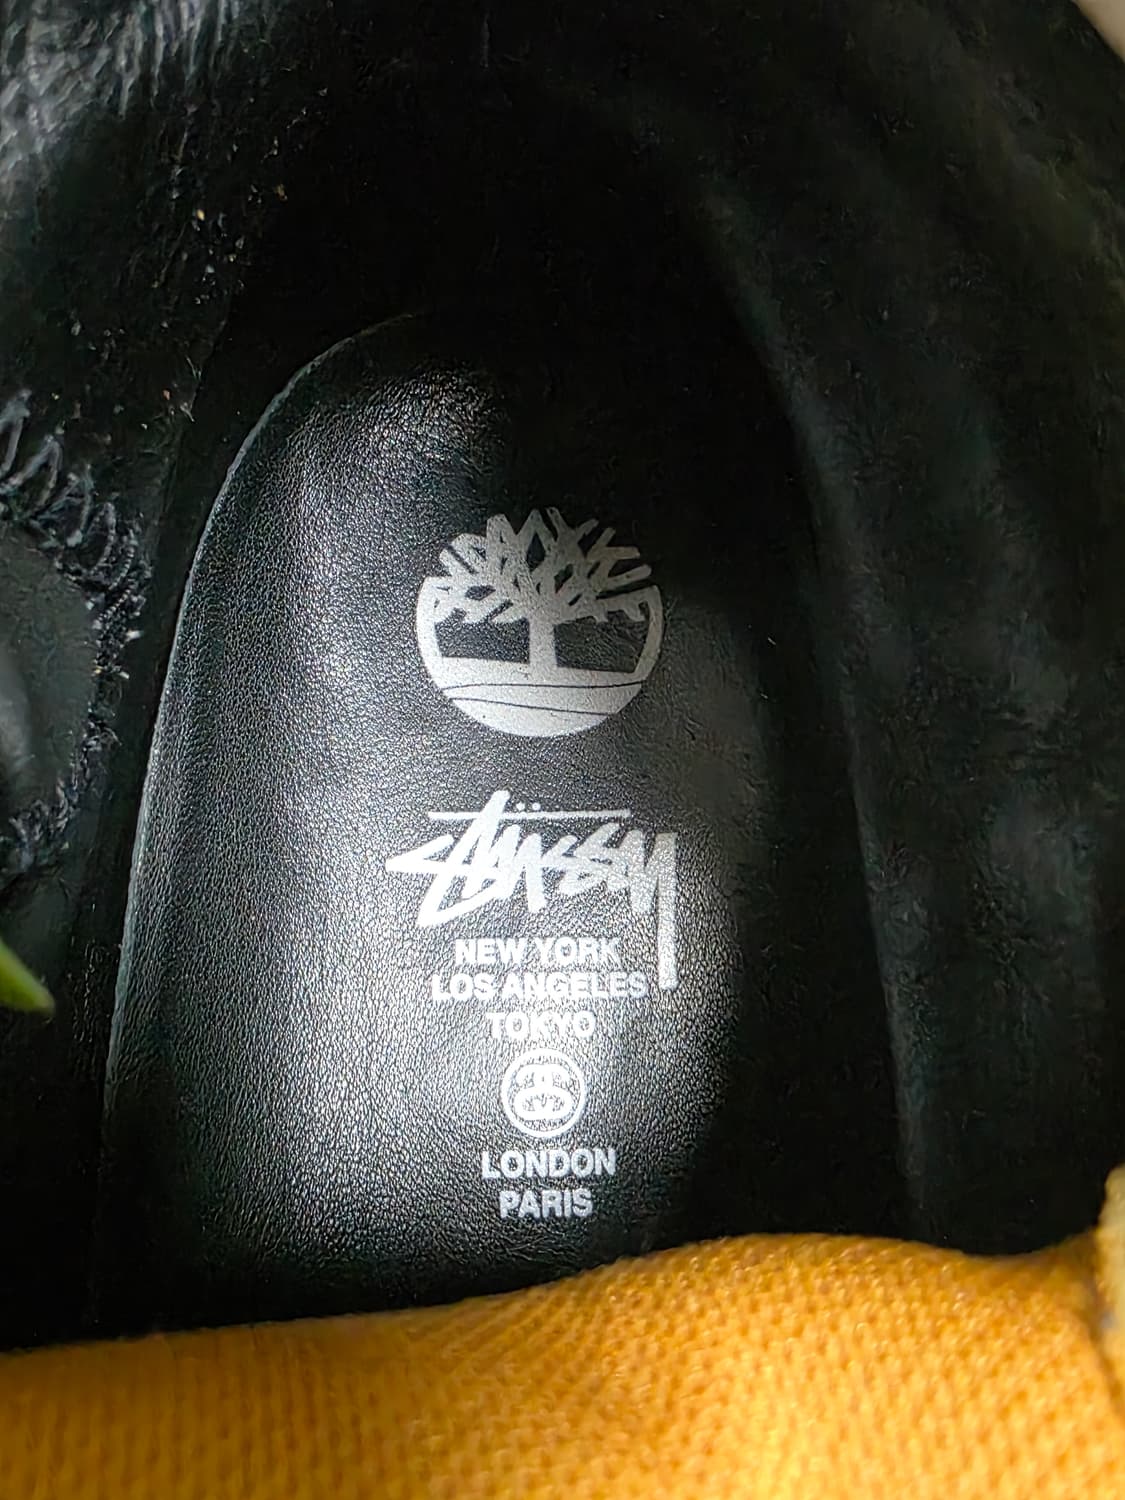 Stüssy
NEW YORK
LOS ANGELES
TOKYO
LONDON
PARIS